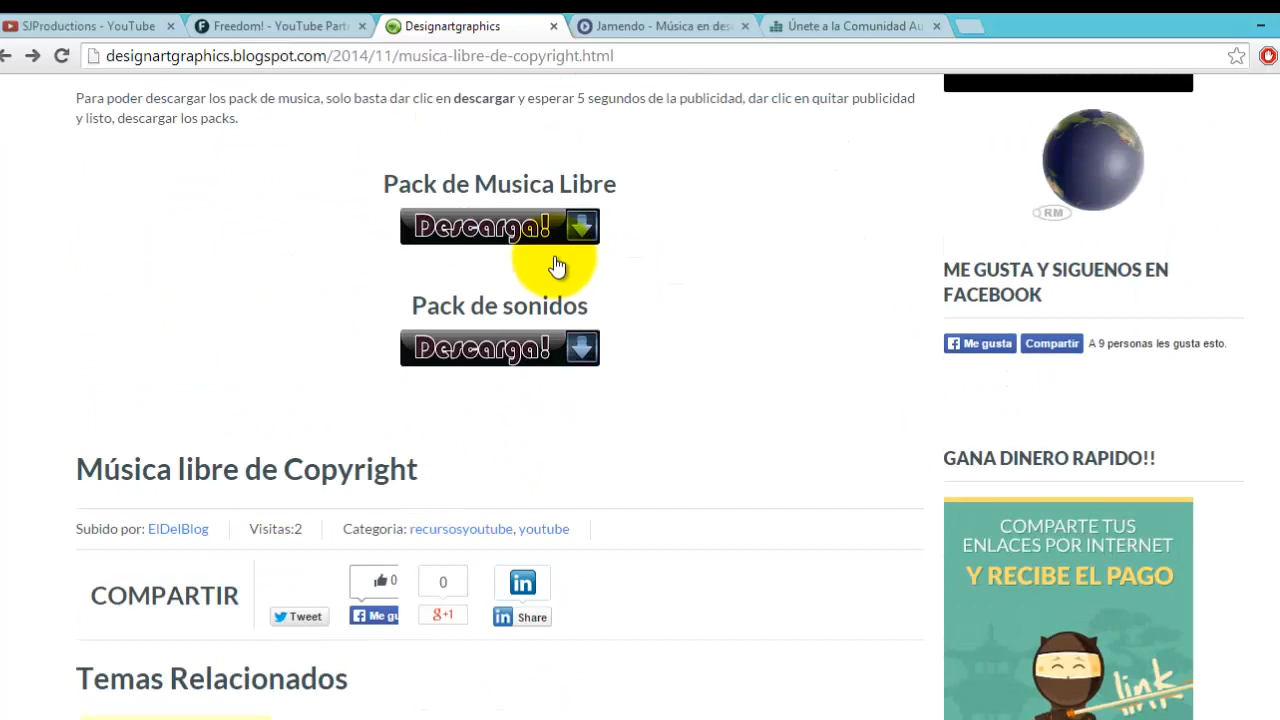 SJProductions - YouTube
Freedom! - YouTube Part
Designartgraphics
Jamendo - Música en des
Únete a la Comunidad Au
designartgraphics.blogspot.com/2014/11/musica-libre-de-copyright.html
Para poder descargar los pack de musica, solo basta dar clic en descargar y esperar 5 segundos de la publicidad, dar clic en quitar publicidad
y listo, descargar los packs.
Pack de Musica Libre
Descarga!
Pack de sonidos
Descarga!
Música libre de Copyright
Subido por: ElDelBlog
Visitas:2
Categoria: recursosyoutube, youtube
COMPARTIR
0
0
in
Tweet
Me gu
g+1
in Share
Temas Relacionados
RM
ME GUSTA Y SIGUENOS EN
FACEBOOK
Me gusta
Compartir
A 9 personas les gusta esto.
GANA DINERO RAPIDO!!
COMPARTE TUS
ENLACES POR INTERNET
Y RECIBE EL PAGO
link